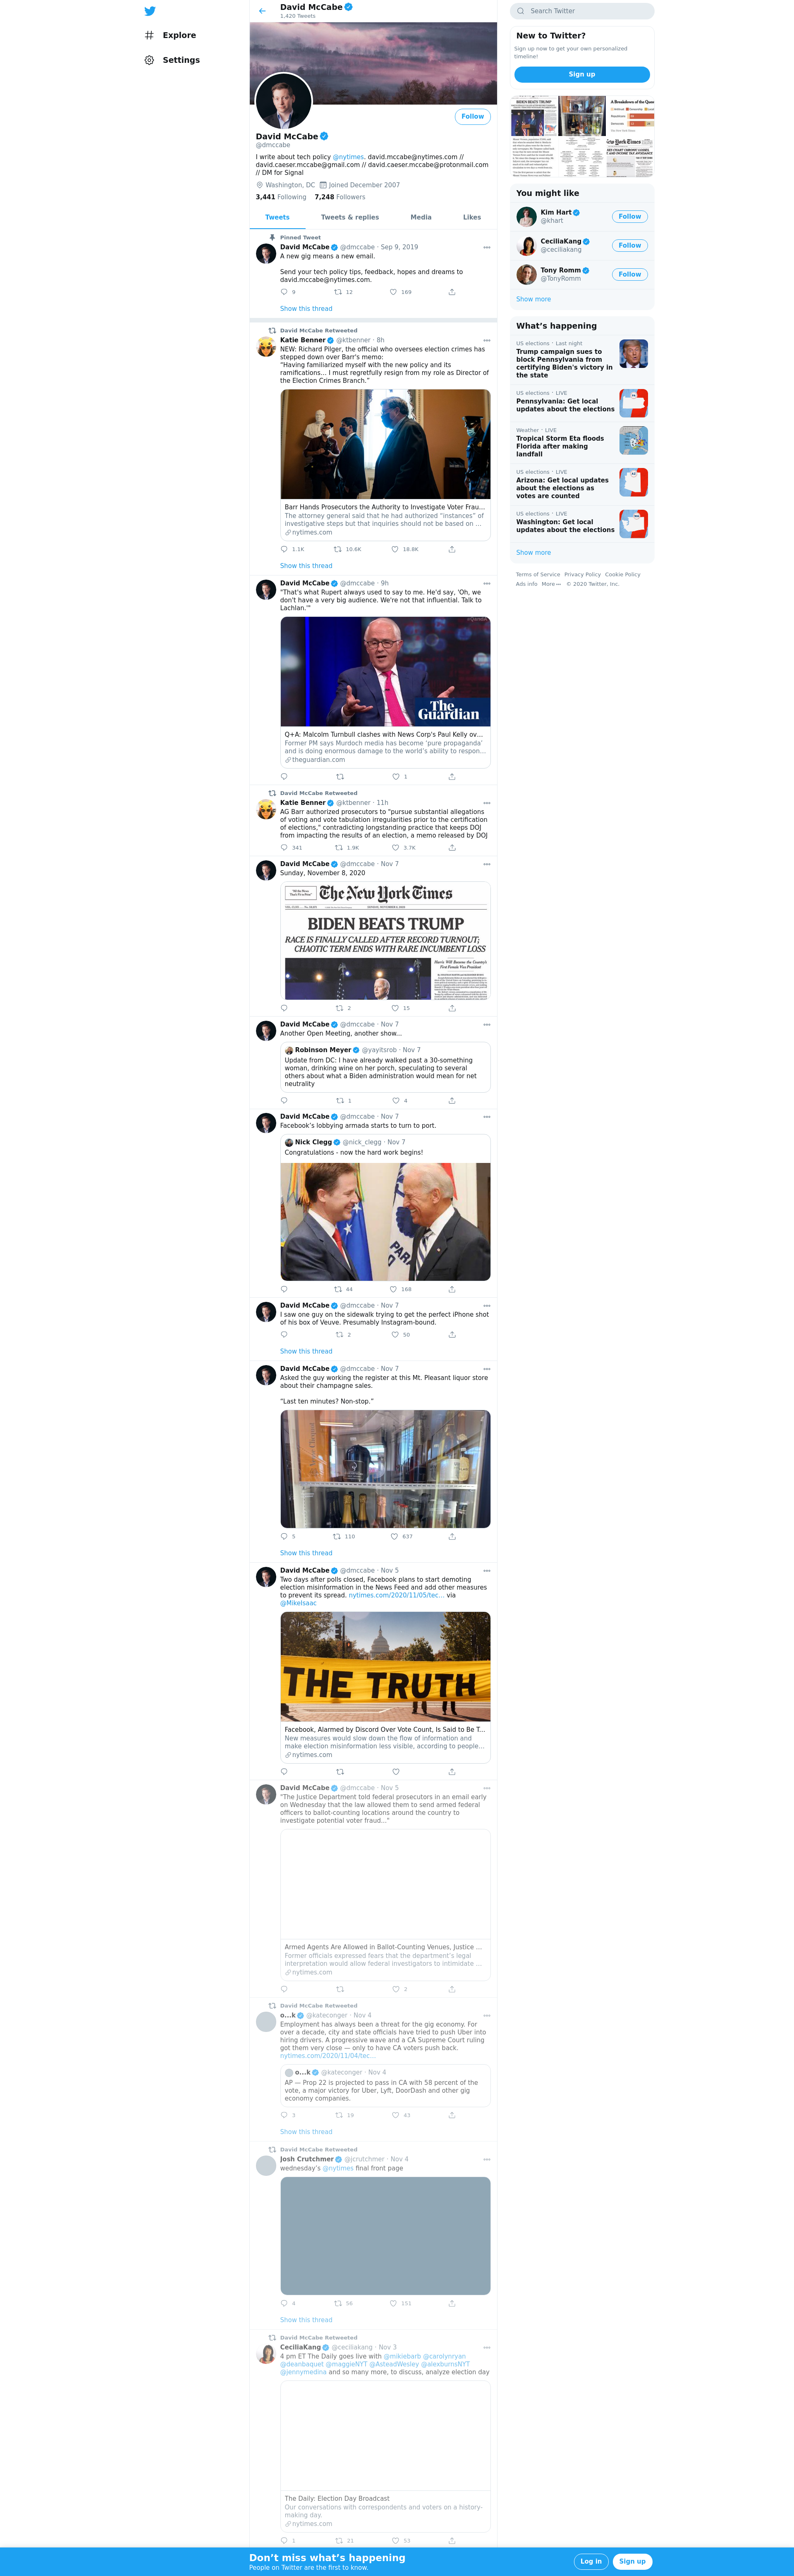 Explore
Settings
David McCabe
1,420 Tweets
Follow
David McCabe
@dmccabe
I write about tech policy @nytimes. david.mccabe@nytimes.com //
david.caeser.mccabe@gmail.com // david.caeser.mccabe@protonmail.com
// DM for Signal
Washington, DC Joined December 2007
3,441 Following 7,248 Followers
Tweets Tweets & replies Media Likes
Pinned Tweet
David McCabe @dmccabe · Sep 9, 2019
A new gig means a new email.
Send your tech policy tips, feedback, hopes and dreams to
david.mccabe@nytimes.com.
9 12 169
Show this thread
David McCabe Retweeted
Katie Benner @ktbenner · 8h
NEW: Richard Pilger, the official who oversees election crimes has
stepped down over Barr's memo:
"Having familiarized myself with the new policy and its
ramifications... I must regretfully resign from my role as Director of
the Election Crimes Branch."
Barr Hands Prosecutors the Authority to Investigate Voter Frau...
The attorney general said that he had authorized "instances" of
investigative steps but that inquiries should not be based on ...
nytimes.com
1.1K 10.6K 18.8K
Show this thread
David McCabe @dmccabe · 9h
"That's what Rupert always used to say to me. He'd say, 'Oh, we
don't have a very big audience. We're not that influential. Talk to
Lachlan.'"
The
Guardian
Q+A: Malcolm Turnbull clashes with News Corp's Paul Kelly ov...
Former PM says Murdoch media has become 'pure propaganda'
and is doing enormous damage to the world's ability to respon...
theguardian.com
1
David McCabe Retweeted
Katie Benner @ktbenner · 11h
AG Barr authorized prosecutors to "pursue substantial allegations
of voting and vote tabulation irregularities prior to the certification
of elections," contradicting longstanding practice that keeps DOJ
from impacting the results of an election, a memo released by DOJ
341 1.9K 3.7K
David McCabe @dmccabe · Nov 7
Sunday, November 8, 2020
The New York Times
BIDEN BEATS TRUMP
RACE IS FINALLY CALLED AFTER RECORD TURNOUT;
CHAOTIC TERM ENDS WITH RARE INCUMBENT LOSS
Harris Will Become the Country's
First Female Vice President
2 15
David McCabe @dmccabe · Nov 7
Another Open Meeting, another show...
Robinson Meyer @yayitsrob · Nov 7
Update from DC: I have already walked past a 30-something
woman, drinking wine on her porch, speculating to several
others about what a Biden administration would mean for net
neutrality
1 4
David McCabe @dmccabe · Nov 7
Facebook's lobbying armada starts to turn to port.
Nick Clegg @nick_clegg · Nov 7
Congratulations - now the hard work begins!
44 168
David McCabe @dmccabe · Nov 7
I saw one guy on the sidewalk trying to get the perfect iPhone shot
of his box of Veuve. Presumably Instagram-bound.
2 50
Show this thread
David McCabe @dmccabe · Nov 7
Asked the guy working the register at this Mt. Pleasant liquor store
about their champagne sales.
"Last ten minutes? Non-stop."
5 110 637
Show this thread
David McCabe @dmccabe · Nov 5
Two days after polls closed, Facebook plans to start demoting
election misinformation in the News Feed and add other measures
to prevent its spread. nytimes.com/2020/11/05/tec... via
@MikeIsaac
THE TRUTH
Facebook, Alarmed by Discord Over Vote Count, Is Said to Be T...
New measures would slow down the flow of information and
make election misinformation less visible, according to people...
nytimes.com
David McCabe @dmccabe · Nov 5
"The Justice Department told federal prosecutors in an email early
on Wednesday that the law allowed them to send armed federal
officers to ballot-counting locations around the country to
investigate potential voter fraud..."
Armed Agents Are Allowed in Ballot-Counting Venues, Justice ...
Former officials expressed fears that the department's legal
interpretation would allow federal investigators to intimidate ...
nytimes.com
2
David McCabe Retweeted
o...k @kateconger · Nov 4
Employment has always been a threat for the gig economy. For
over a decade, city and state officials have tried to push Uber into
hiring drivers. A progressive wave and a CA Supreme Court ruling
got them very close — only to have CA voters push back.
nytimes.com/2020/11/04/tec...
o...k @kateconger · Nov 4
AP — Prop 22 is projected to pass in CA with 58 percent of the
vote, a major victory for Uber, Lyft, DoorDash and other gig
economy companies.
3 19 43
Show this thread
David McCabe Retweeted
Josh Crutchmer @jcrutchmer · Nov 4
wednesday's @nytimes final front page
4 56 151
Show this thread
David McCabe Retweeted
CeciliaKang @ceciliakang · Nov 3
4 pm ET The Daily goes live with @mikiebarb @carolynryan
@deanbaquet @maggieNYT @AsteadWesley @alexburnsNYT
@jennymedina and so many more, to discuss, analyze election day
The Daily: Election Day Broadcast
Our conversations with correspondents and voters on a history-
making day.
nytimes.com
1 21 53
Search Twitter
New to Twitter?
Sign up now to get your own personalized
timeline!
Sign up
BIDEN BEATS TRUMP
A Breakdown of the Ques
You might like
Kim Hart
@khart
Follow
CeciliaKang
@ceciliakang
Follow
Tony Romm
@TonyRomm
Follow
Show more
What's happening
US elections · Last night
Trump campaign sues to
block Pennsylvania from
certifying Biden's victory in
the state
US elections · LIVE
Pennsylvania: Get local
updates about the elections
Weather · LIVE
Tropical Storm Eta floods
Florida after making
landfall
US elections · LIVE
Arizona: Get local updates
about the elections as
votes are counted
US elections · LIVE
Washington: Get local
updates about the elections
Show more
Terms of Service Privacy Policy Cookie Policy
Ads info More ••• © 2020 Twitter, Inc.
Don't miss what's happening
People on Twitter are the first to know.
Log in Sign up